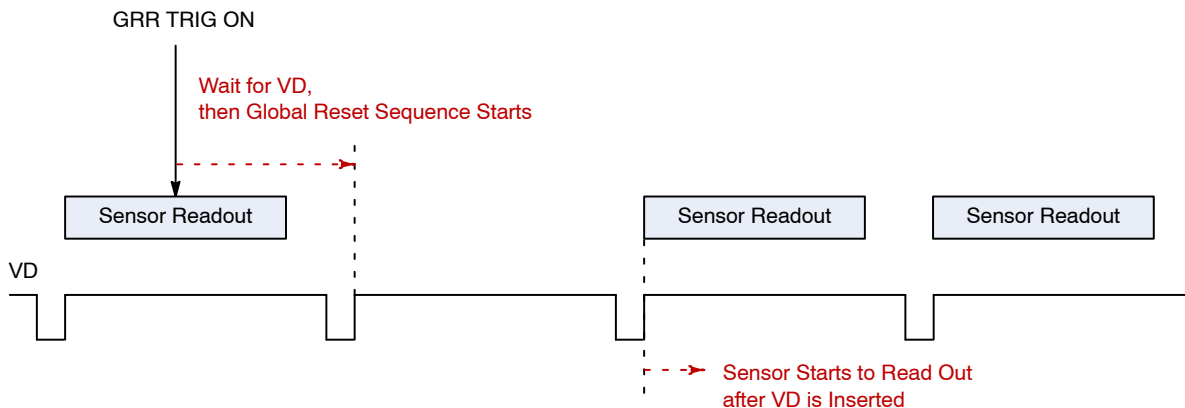 GRR TRIG ON
Wait for VD,
then Global Reset Sequence Starts
Sensor Readout
Sensor Readout
Sensor Readout
VD
Sensor Starts to Read Out
after VD is Inserted